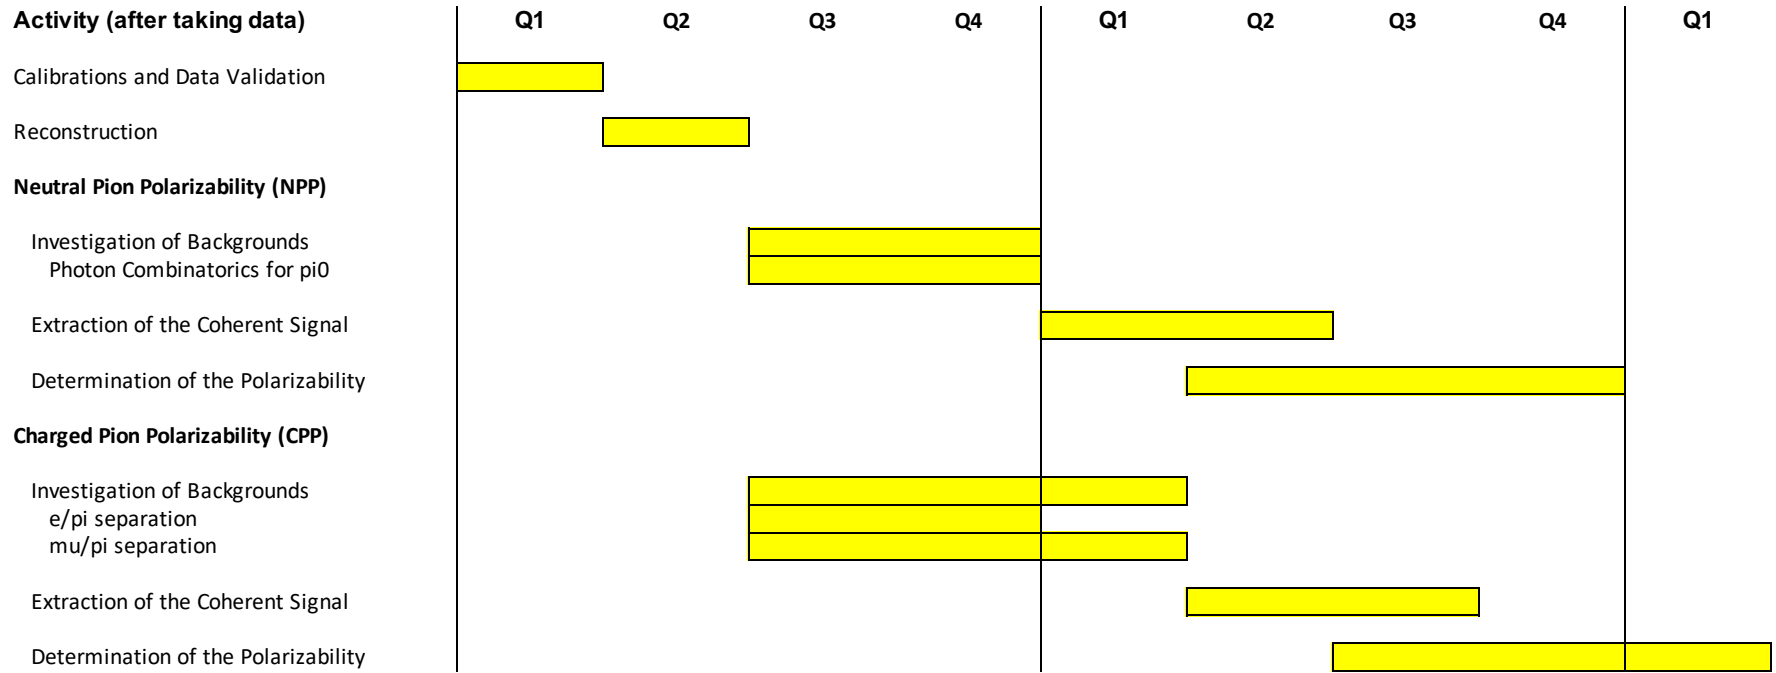 Activity (after taking data) Q1 Q2 Q3 Q4 Q1 Q2 Q3 Q4 Q1
Calibrations and Data Validation
Reconstruction
Neutral Pion Polarizability (NPP)
Investigation of Backgrounds
Photon Combinatorics for pi0
Extraction of the Coherent Signal
Determination of the Polarizability
Charged Pion Polarizability (CPP)
Investigation of Backgrounds
e/pi separation
mu/pi separation
Extraction of the Coherent Signal
Determination of the Polarizability